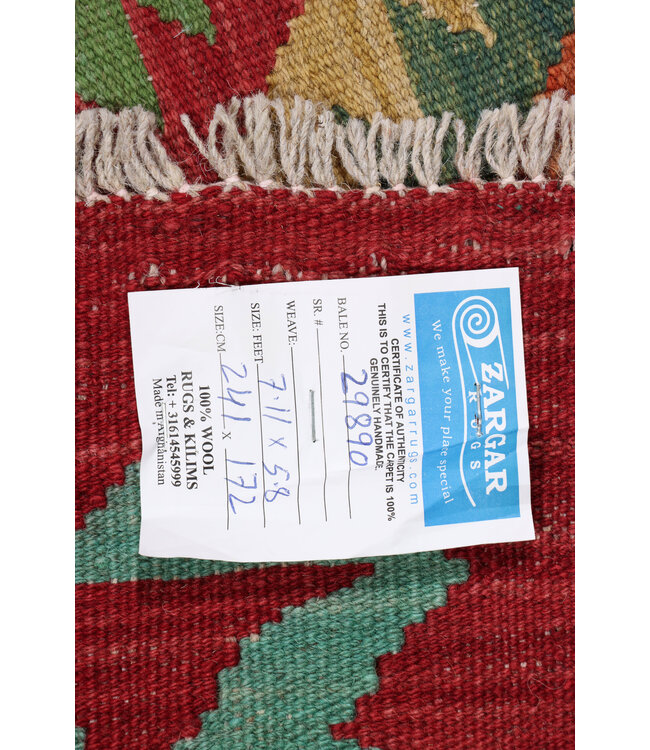 ZARGAR
RUGS
We make your place special
www.zargarrugs.com
CERTIFICATE OF AUTHENTICITY
THIS IS TO CERTIFY THAT THE CARPET IS 100%
GENUINELY HANDMADE
BALE NO. 29890
SR. #
WEAVE:
SIZE: FEET 7.11 X 5.8
SIZE:CM 241 X 172
100% WOOL
RUGS & KILIMS
Tel: + 31614545999
Made in Afghanistan